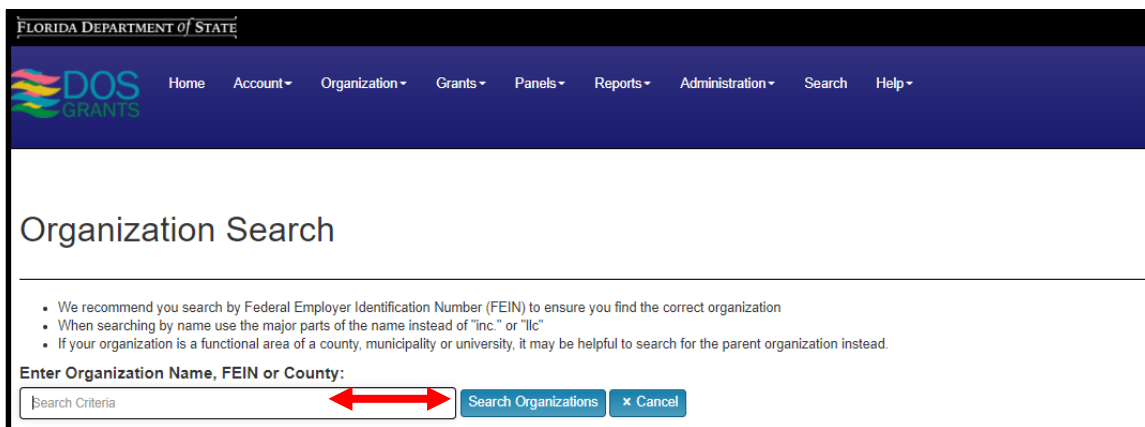 FLORIDA DEPARTMENT of STATE
DOS
GRANTS
Home Account Organization Grants Panels Reports Administration Search Help
Organization Search
• We recommend you search by Federal Employer Identification Number (FEIN) to ensure you find the correct organization
• When searching by name use the major parts of the name instead of "inc." or "llc"
• If your organization is a functional area of a county, municipality or university, it may be helpful to search for the parent organization instead.
Enter Organization Name, FEIN or County:
Search Criteria Search Organizations × Cancel